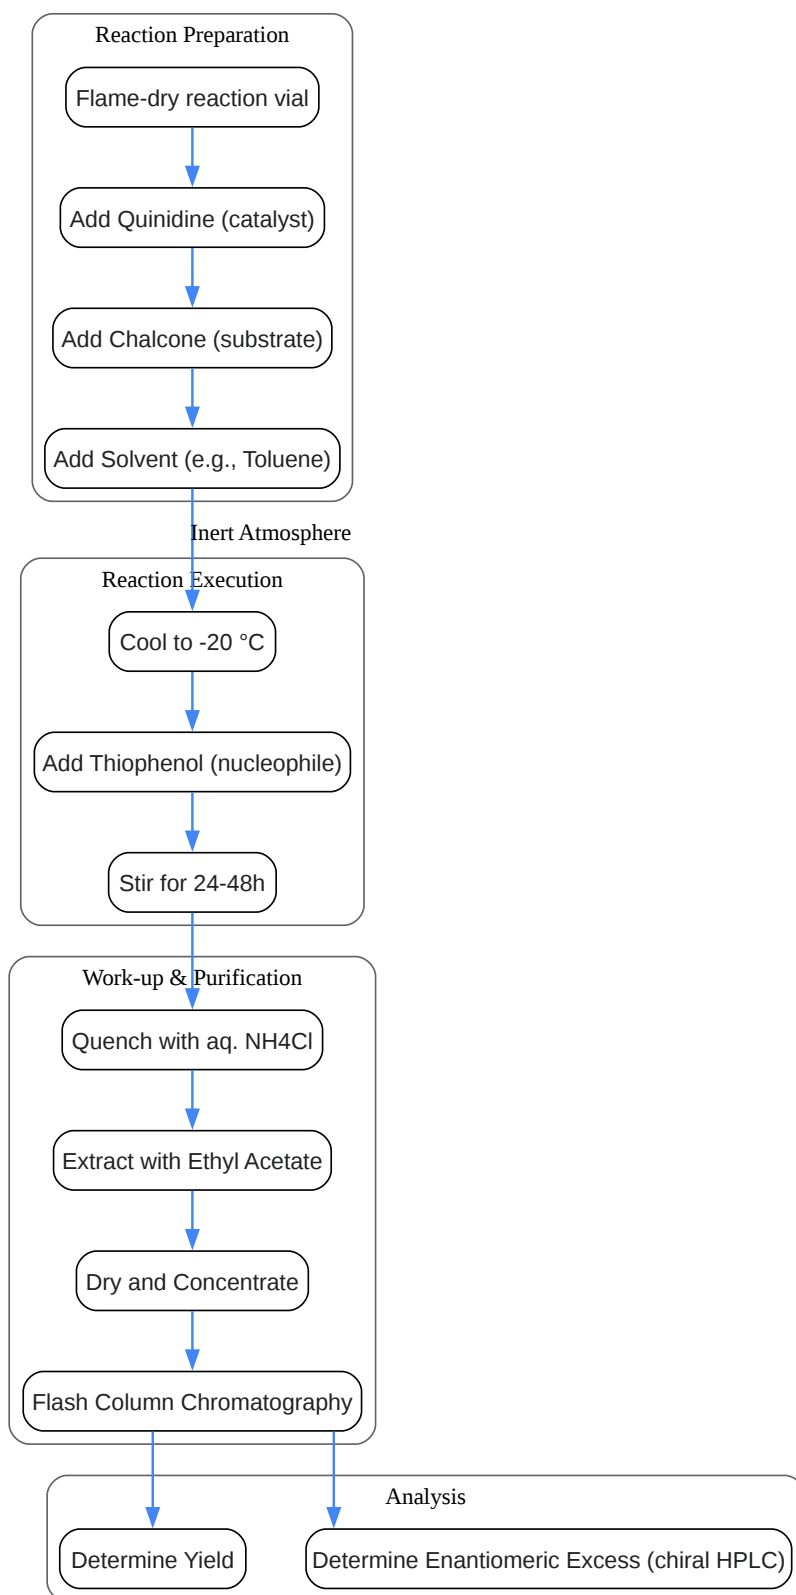 Reaction Preparation
Flame-dry reaction vial
Add Quinidine (catalyst)
Add Chalcone (substrate)
Add Solvent (e.g., Toluene)
Inert Atmosphere
Reaction Execution
Cool to -20 °C
Add Thiophenol (nucleophile)
Stir for 24-48h
Work-up & Purification
Quench with aq. NH4Cl
Extract with Ethyl Acetate
Dry and Concentrate
Flash Column Chromatography
Analysis
Determine Yield
Determine Enantiomeric Excess (chiral HPLC)